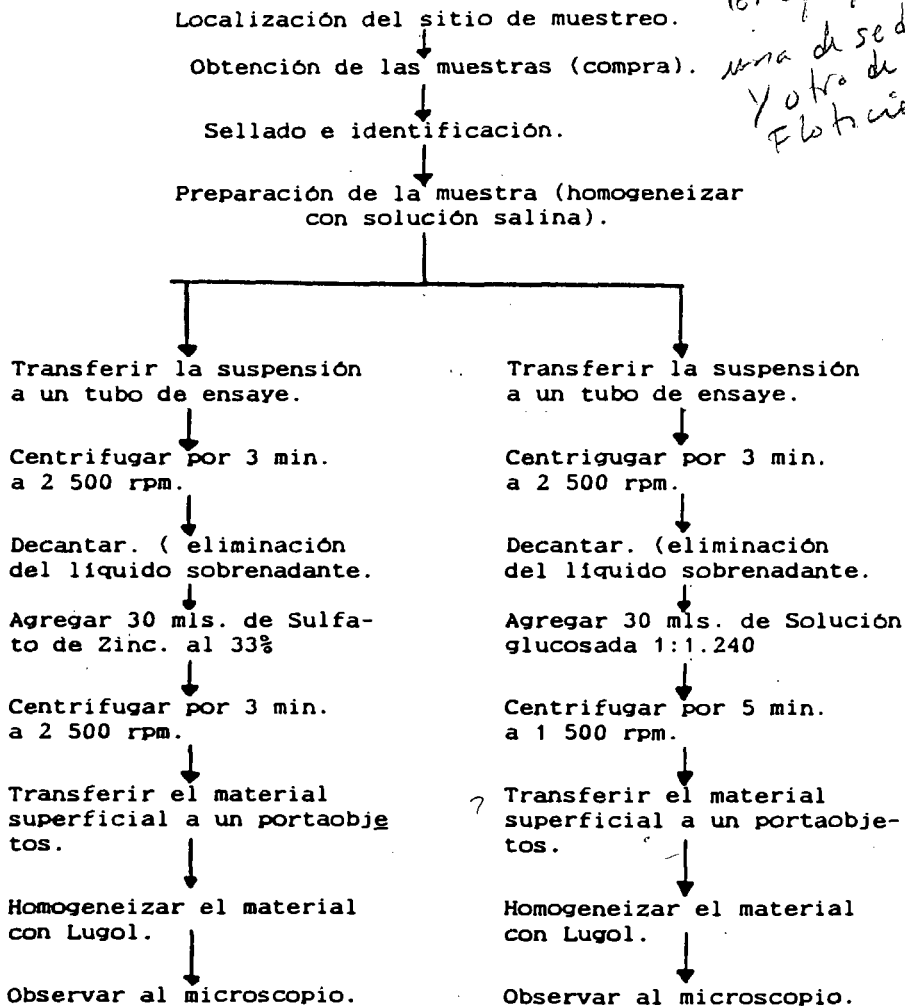 Localización del sitio de muestreo.
una de sed
Y otro de
Obtención de las muestras (compra).
Sellado e identificación.
Preparación de la muestra (homogeneizar
con solución salina).
Transferir la suspensión
a un tubo de ensaye.
Centrifugar por 3 min.
a 2 500 rpm.
Decantar. ( eliminación
del líquido sobrenadante.
Agregar 30 mls. de Sulfa-
to de Zinc. al 33%
Centrifugar por 3 min.
a 2 500 rpm.
Transferir el material
superficial a un portaobje
tos.
Homogeneizar el material
con Lugol.
Observar al microscopio.
Transferir la suspensión
a un tubo de ensaye.
Centrigugar por 3 min.
a 2 500 rpm.
Decantar. (eliminación
del líquido sobrenadante.
Agregar 30 mls. de Solución
glucosada 1:1.240
Centrifugar por 5 min.
a 1 500 rpm.
? Transferir el material
superficial a un portaobje-
tos.
Homogeneizar el material
con Lugol.
Observar al microscopio.